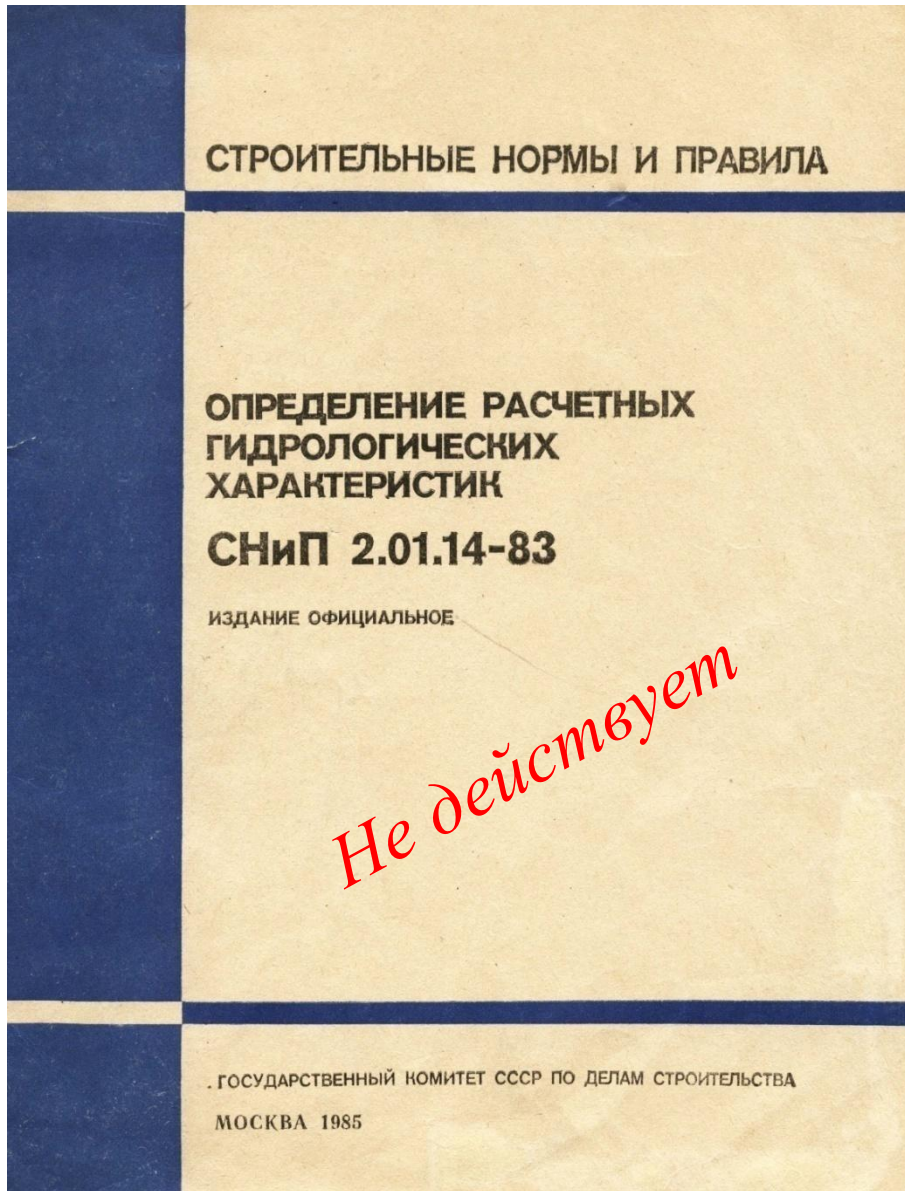 СТРОИТЕЛЬНЫЕ НОРМЫ И ПРАВИЛА
ОПРЕДЕЛЕНИЕ РАСЧЕТНЫХ
ГИДРОЛОГИЧЕСКИХ
ХАРАКТЕРИСТИК
СНиП 2.01.14-83
ИЗДАНИЕ ОФИЦИАЛЬНОЕ
Не действует
ГОСУДАРСТВЕННЫЙ КОМИТЕТ СССР ПО ДЕЛАМ СТРОИТЕЛЬСТВА
МОСКВА 1985